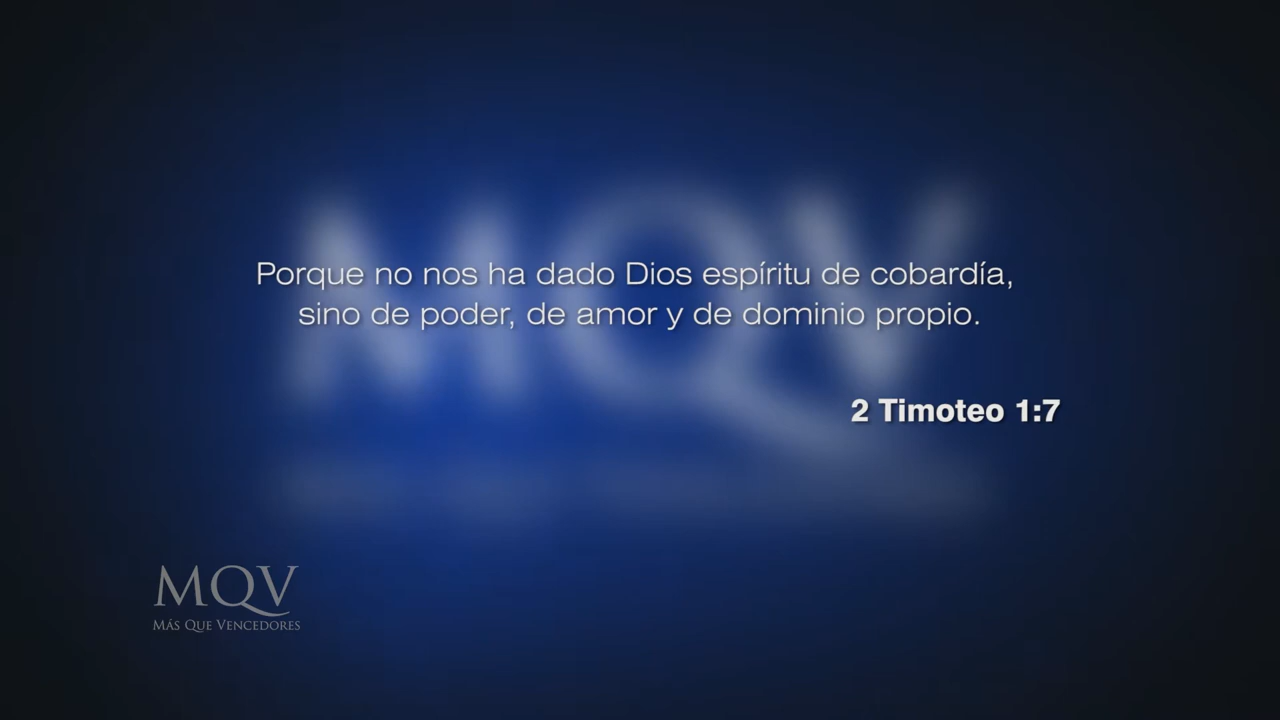 Porque no nos ha dado Dios espíritu de cobardía,
sino de poder, de amor y de dominio propio.
2 Timoteo 1:7
MQV
MÁS QUE VENCEDORES